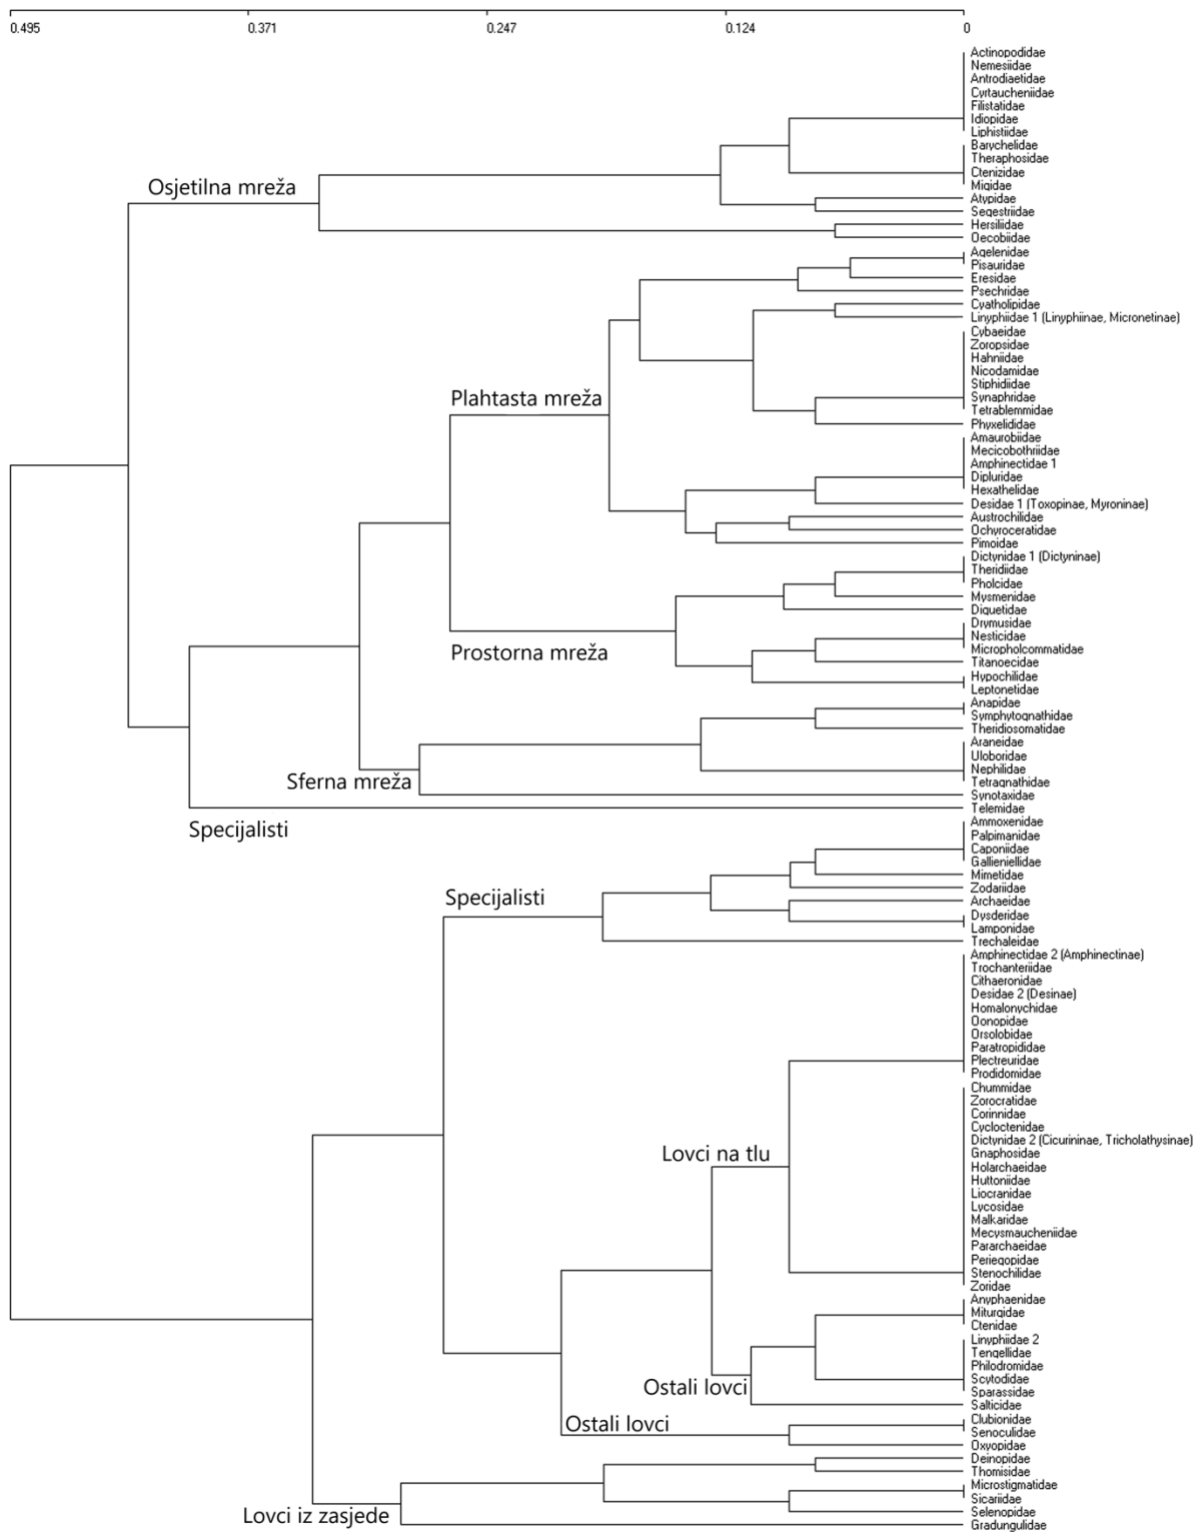 0.495 0.371 0.247 0.124 0
Actinopodidae
Nemesiidae
Antrodiaetidae
Cyrtaucheniidae
Filistatidae
Idiopidae
Liphistiidae
Barychelidae
Theraphosidae
Ctenizidae
Migidae
Osjetilna mreža
Atypidae
Segestriidae
Hersiliidae
Oecobiidae
Agelenidae
Pisauridae
Eresidae
Psechridae
Cyatholipidae
Linyphiidae 1 (Linyphiinae, Micronetinae)
Cybaeidae
Zoropsidae
Hahniidae
Nicodamidae
Stiphidiidae
Plahtasta mreža
Synaphridae
Tetrablemmidae
Phyxelididae
Amaurobiidae
Mecicobothriidae
Amphinectidae 1
Dipluridae
Hexathelidae
Desidae 1 (Toxopinae, Myroninae)
Austrochilidae
Ochyroceratidae
Pimoidae
Dictynidae 1 (Dictyninae)
Theridiidae
Pholcidae
Mysmenidae
Diguetidae
Drymusidae
Nesticidae
Micropholcommatidae
Prostorna mreža
Titanoecidae
Hypochilidae
Leptonetidae
Anapidae
Symphytognathidae
Theridiosomatidae
Araneidae
Uloboridae
Nephilidae
Tetragnathidae
Sferna mreža
Synotaxidae
Telemidae
Specijalisti
Ammoxenidae
Palpimanidae
Caponiidae
Gallieniellidae
Mimetidae
Zodariidae
Specijalisti
Archaeidae
Dysderidae
Lamponidae
Trechaleidae
Amphinectidae 2 (Amphinectinae)
Trochanteriidae
Cithaeronidae
Desidae 2 (Desinae)
Homalonychidae
Oonopidae
Orsolobidae
Paratropididae
Plectreuridae
Prodidomidae
Chummidae
Zorocratidae
Corinnidae
Cycloctenidae
Dictynidae 2 (Cicurininae, Tricholathysinae)
Lovci na tlu
Gnaphosidae
Holarchaeidae
Huttoniidae
Liocranidae
Lycosidae
Malkaridae
Mecysmaucheniidae
Pararchaeidae
Periegopidae
Stenochilidae
Zoridae
Anyphaenidae
Miturgidae
Ctenidae
Linyphiidae 2
Tengellidae
Philodromidae
Scytodidae
Ostali lovci
Sparassidae
Salticidae
Clubionidae
Ostali lovci
Senoculidae
Oxyopidae
Deinopidae
Thomisidae
Microstigmatidae
Sicariidae
Selenopidae
Lovci iz zasjede
Gradungulidae